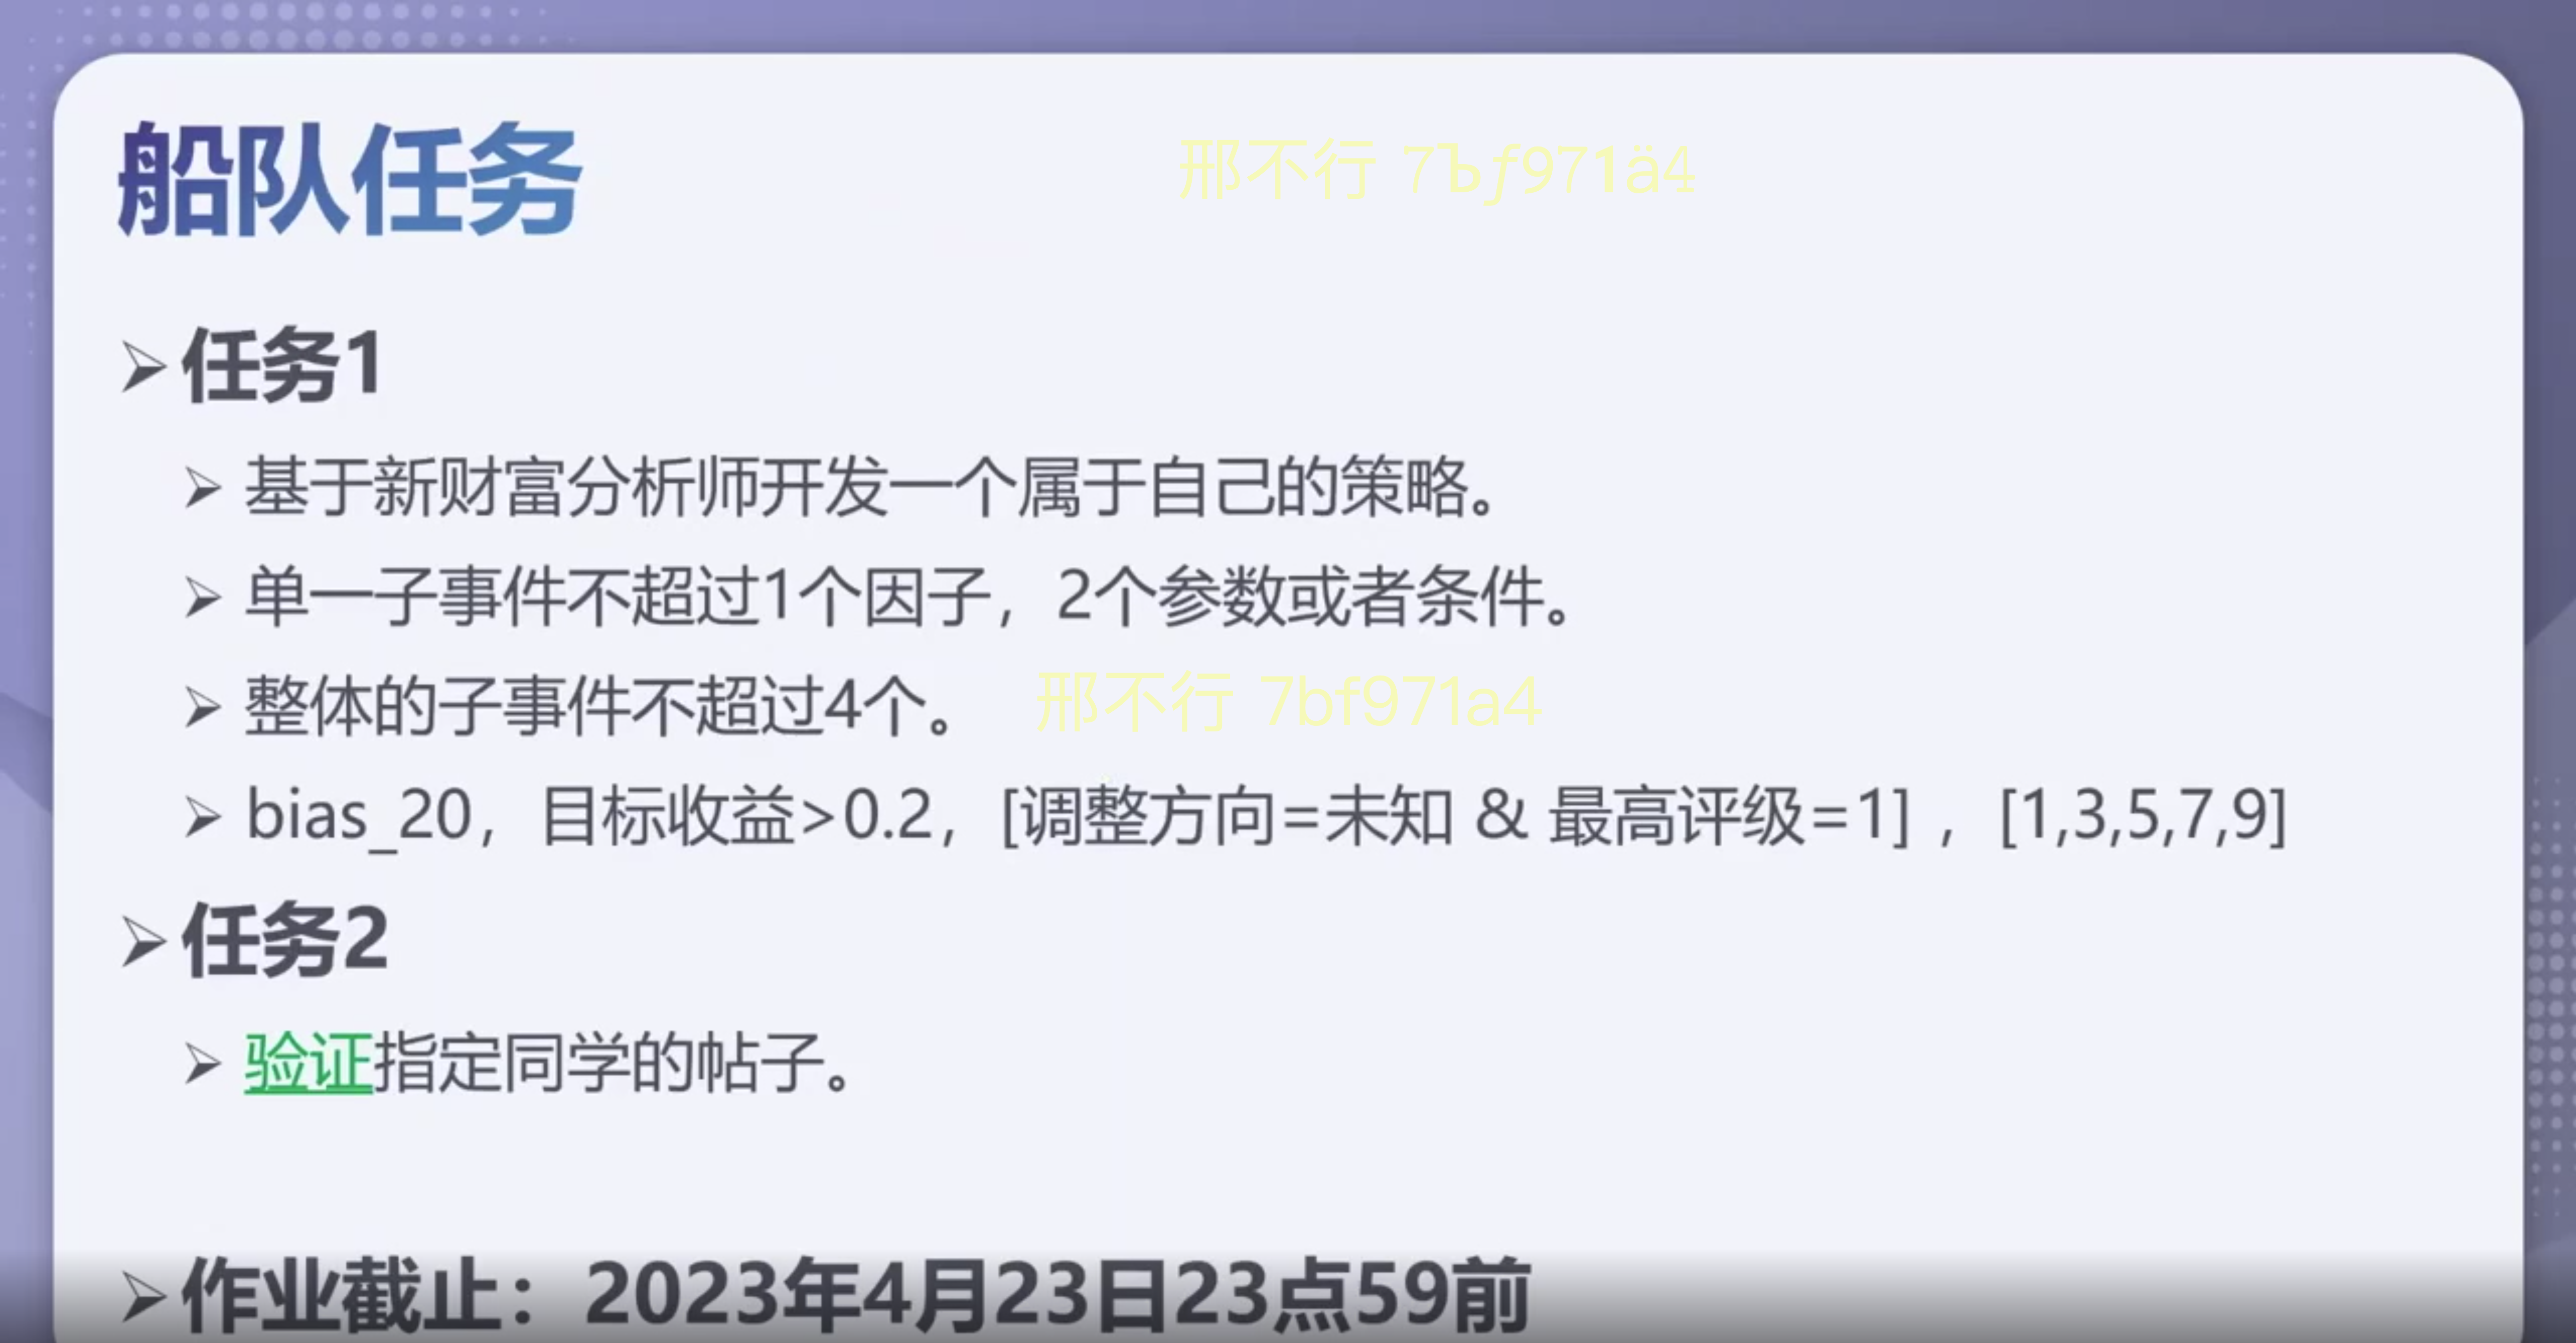 船队任务
邢不行 7Ъƒ971ä4
任务1
基于新财富分析师开发一个属于自己的策略。
单一子事件不超过1个因子，2个参数或者条件。
整体的子事件不超过4个。
邢不行 7bf971a4
bias_20，目标收益>0.2，[调整方向=未知 & 最高评级=1]，[1,3,5,7,9]
任务2
验证指定同学的帖子。
作业截止：2023年4月23日23点59前